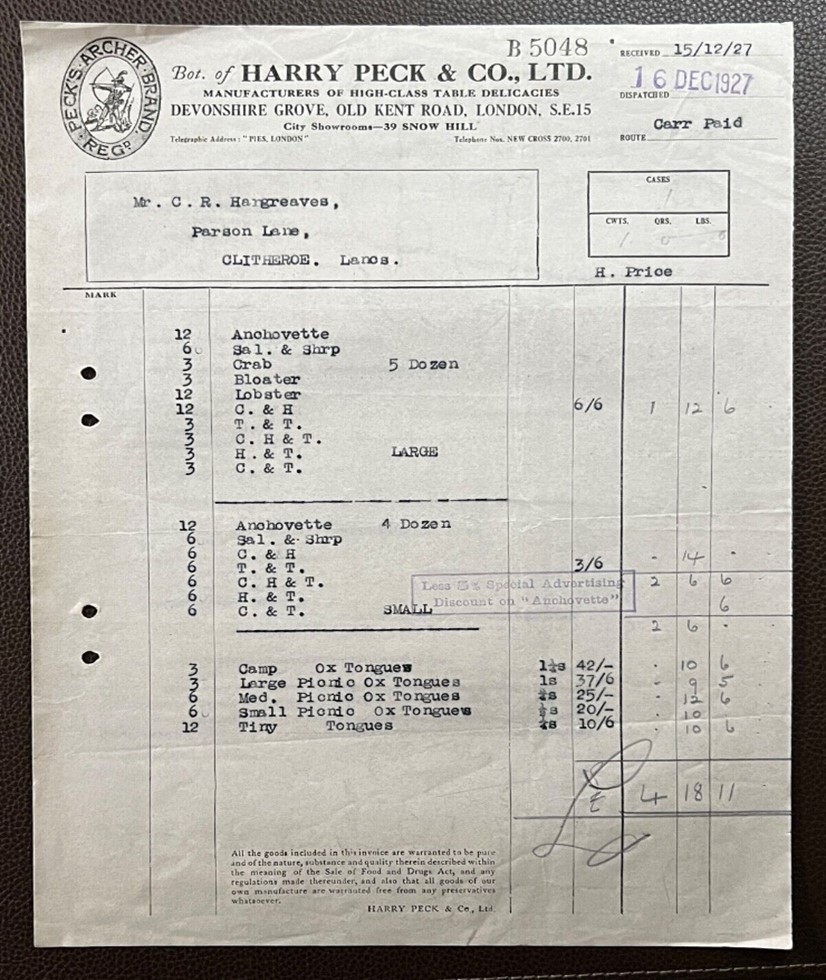 PECK'S ARCHER BRAND
REGD.
B 5048
RECEIVED 15/12/27
Bot. of HARRY PECK & CO., LTD.
16 DEC 1927
MANUFACTURERS OF HIGH-CLASS TABLE DELICACIES
DISPATCHED
DEVONSHIRE GROVE, OLD KENT ROAD, LONDON, S.E.15
City Showrooms—39 SNOW HILL
Carr Paid
Telegraphic Address: "PIES, LONDON" Telephone Nos. NEW CROSS 2700, 2701
ROUTE
Mr. C. R. Hargreaves,
Parson Lane,
CLITHEROE. Lancs.
CASES
1
CWTS. QRS. LBS.
1 0
H. Price
MARK
12 Anchovette
6 Sal. & Shrp
3 Crab 5 Dozen
3 Bloater
12 Lobster
12 C. & H 6/6 1 12 6
3 T. & T.
3 C. H & T.
3 H. & T. LARGE
3 C. & T.
12 Anchovette 4 Dozen
6 Sal. & Shrp
6 C. & H - 14 -
6 T. & T. 3/6
6 C. H & T. 2 6 6
Less 5% Special Advertising
Discount on "Anchovette"
6 H. & T. 6
6 C. & T. SMALL
2 6 -
3 Camp Ox Tongues 42/- - 10 6
3 Large Picnic Ox Tongues 1s 37/6 - 9 5
6 Med. Picnic Ox Tongues 25/- - 12 6
6 Small Picnic Ox Tongues 20/- - 10
12 Tiny Tongues 10/6 - 10 6
£ 4 18 11
All the goods included in this invoice are warranted to be pure
and of the nature, substance and quality therein described within
the meaning of the Sale of Food and Drugs Act, and any
regulations made thereunder, and also that all goods of our
own manufacture are warranted free from any preservatives
whatsoever.
HARRY PECK & Co., Ltd.